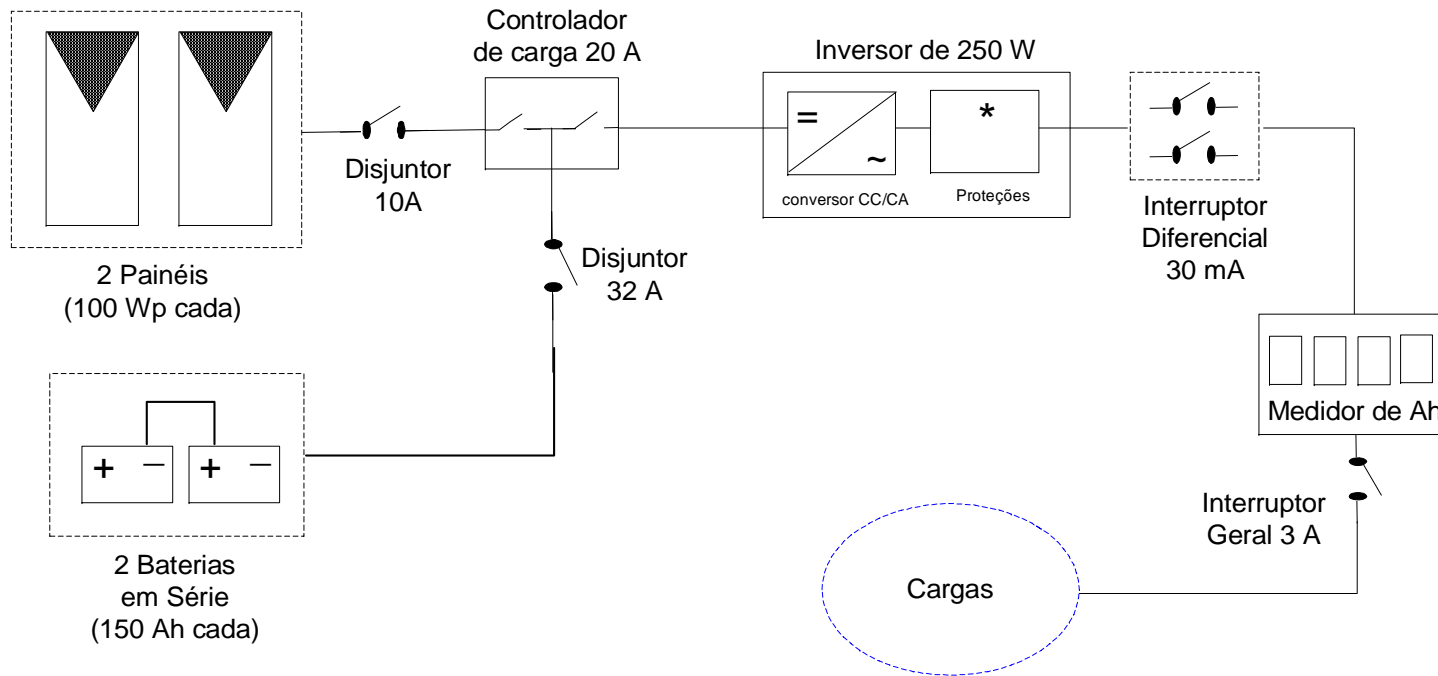 Controlador
de carga 20 A
Inversor de 250 W
=
~
*
conversor CC/CA
Proteções
Disjuntor
10A
Interruptor
Diferencial
30 mA
2 Painéis
(100 Wp cada)
Disjuntor
32 A
Medidor de Ah
+ − + −
Interruptor
Geral 3 A
2 Baterias
em Série
(150 Ah cada)
Cargas